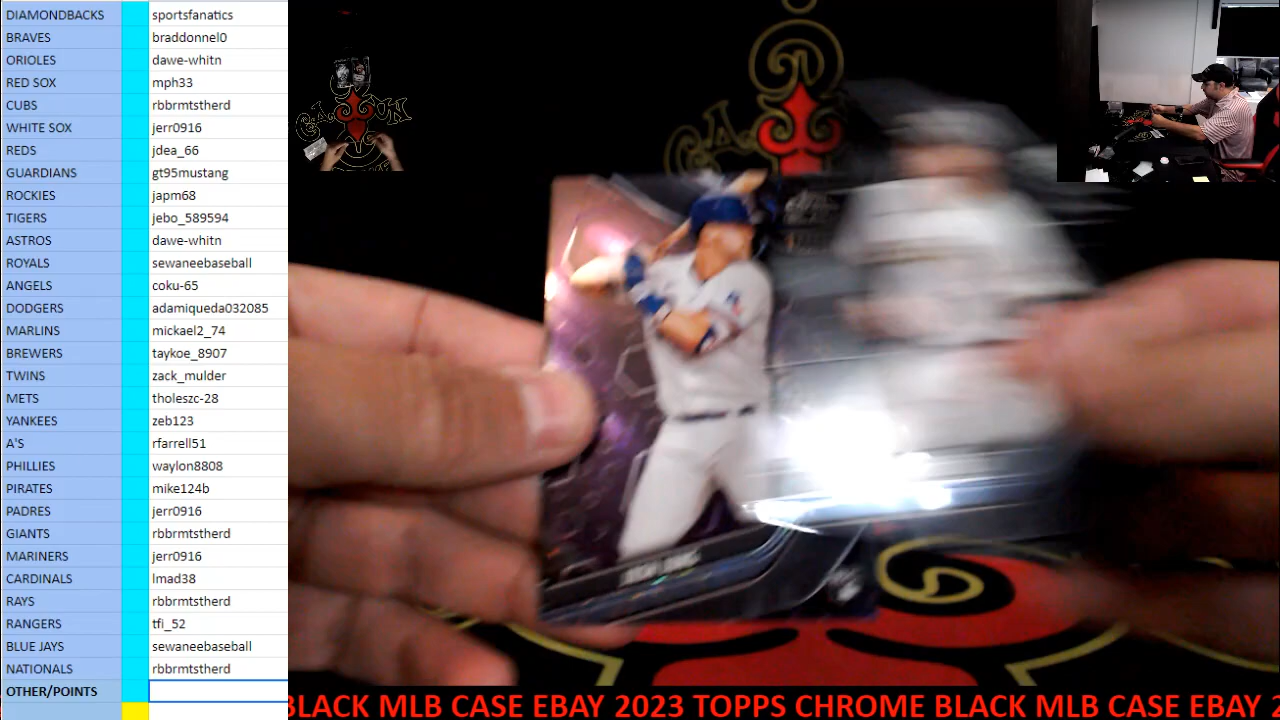 DIAMONDBACKS sportsfanatics
BRAVES braddonnel0
ORIOLES dawe-whitn
RED SOX mph33
CUBS rbbrmtstherd
WHITE SOX jerr0916
REDS jdea_66
GUARDIANS gt95mustang
ROCKIES japm68
TIGERS jebo_589594
ASTROS dawe-whitn
ROYALS sewaneebaseball
ANGELS coku-65
DODGERS adamiqueda032085
MARLINS mickael2_74
BREWERS taykoe_8907
TWINS zack_mulder
METS tholeszc-28
YANKEES zeb123
A'S rfarrell51
PHILLIES waylon8808
PIRATES mike124b
PADRES jerr0916
GIANTS rbbrmtstherd
MARINERS jerr0916
CARDINALS lmad38
RAYS rbbrmtstherd
RANGERS tfi_52
BLUE JAYS sewaneebaseball
NATIONALS rbbrmtstherd
OTHER/POINTS
BLACK MLB CASE EBAY 2023 TOPPS CHROME BLACK MLB CASE EBAY 2